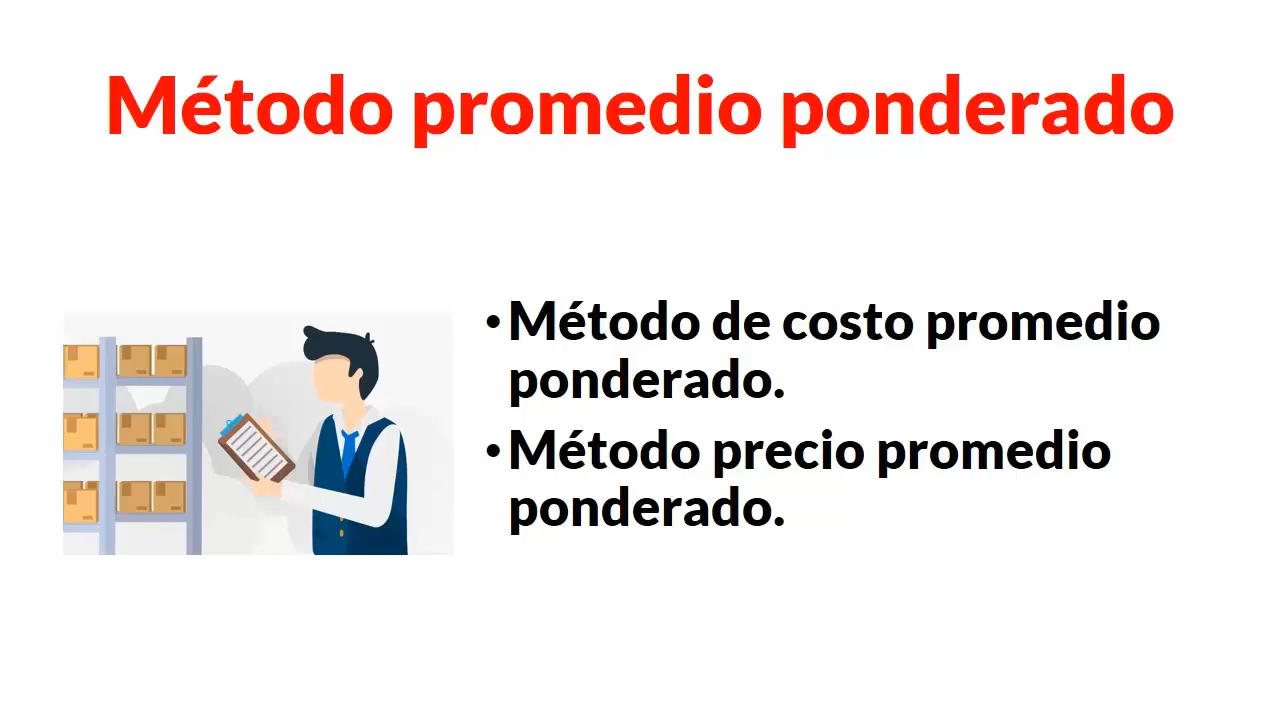 Método promedio ponderado
• Método de costo promedio
ponderado.
• Método precio promedio
ponderado.